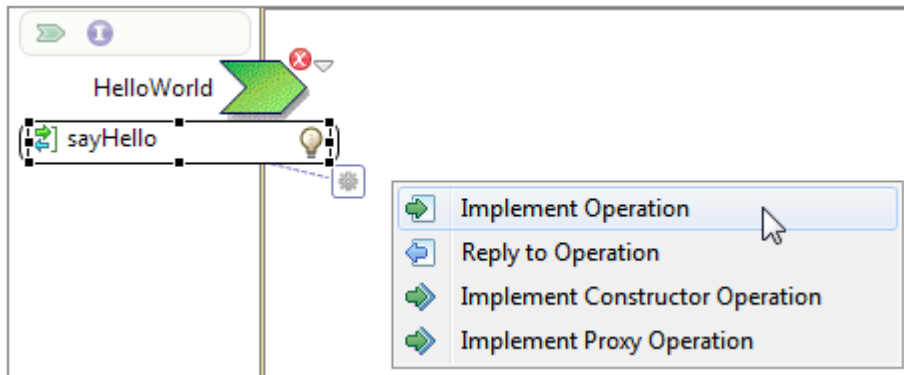 HelloWorld
sayHello
Implement Operation
Reply to Operation
Implement Constructor Operation
Implement Proxy Operation